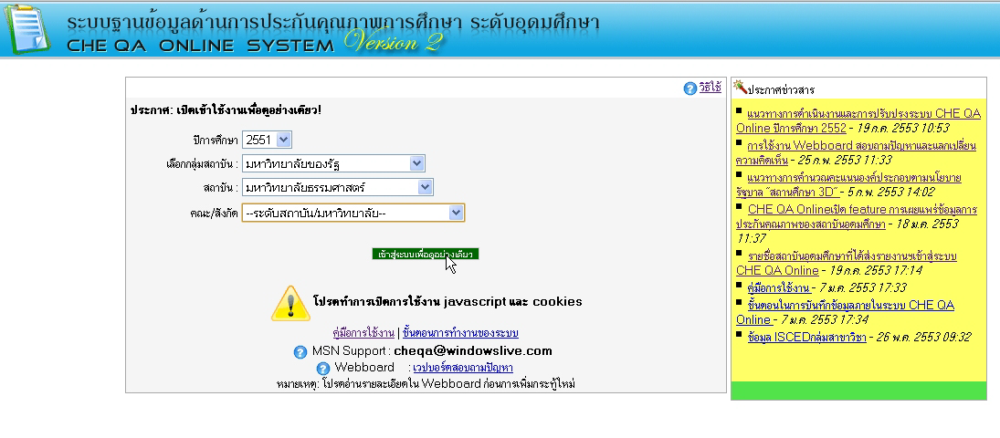 ระบบฐานข้อมูลด้านการประกันคุณภาพการศึกษา ระดับอุดมศึกษา
CHE QA ONLINE SYSTEM Version 2
วิธีใช้
ประกาศ: เปิดเข้าใช้งานเพื่อดูอย่างเดียว!
ปีการศึกษา 2551
เลือกกลุ่มสถาบัน : มหาวิทยาลัยของรัฐ
สถาบัน : มหาวิทยาลัยธรรมศาสตร์
คณะ/สังกัด --ระดับสถาบัน/มหาวิทยาลัย--
เข้าสู่ระบบเพื่อดูอย่างเดียว
โปรดทำการเปิดการใช้งาน javascript และ cookies
คู่มือการใช้งาน | ขั้นตอนการทำงานของระบบ
MSN Support : cheqa@windowslive.com
Webboard : เวปบอร์ดสอบถามปัญหา
หมายเหตุ: โปรดอ่านรายละเอียดใน Webboard ก่อนการเพิ่มกระทู้ใหม่
ประกาศข่าวสาร
แนวทางการดำเนินงานและการปรับปรุงระบบ CHE QA
Online ปีการศึกษา 2552 - 19 ก.ค. 2553 10:53
การใช้งาน Webboard สอบถามปัญหาและแลกเปลี่ยน
ความคิดเห็น - 25 ก.พ. 2553 11:33
แนวทางการคำนวณคะแนนองค์ประกอบตามนโยบาย
รัฐบาล "สถานศึกษา 3D" - 5 ก.พ. 2553 14:02
CHE QA Onlineเปิด feature การเผยแพร่ข้อมูลการ
ประกันคุณภาพของสถาบันอุดมศึกษา - 18 ม.ค. 2553
11:37
รายชื่อสถาบันอุดมศึกษาที่ได้ส่งรายงานฯเข้าสู่ระบบ
CHE QA Online - 19 ก.ค. 2553 17:14
คู่มือการใช้งาน - 7 ม.ค. 2553 17:33
ขั้นตอนในการบันทึกข้อมูลภายในระบบ CHE QA
Online - 7 ม.ค. 2553 17:34
ข้อมูล ISCEDกลุ่มสาขาวิชา - 26 พ.ค. 2553 09:32